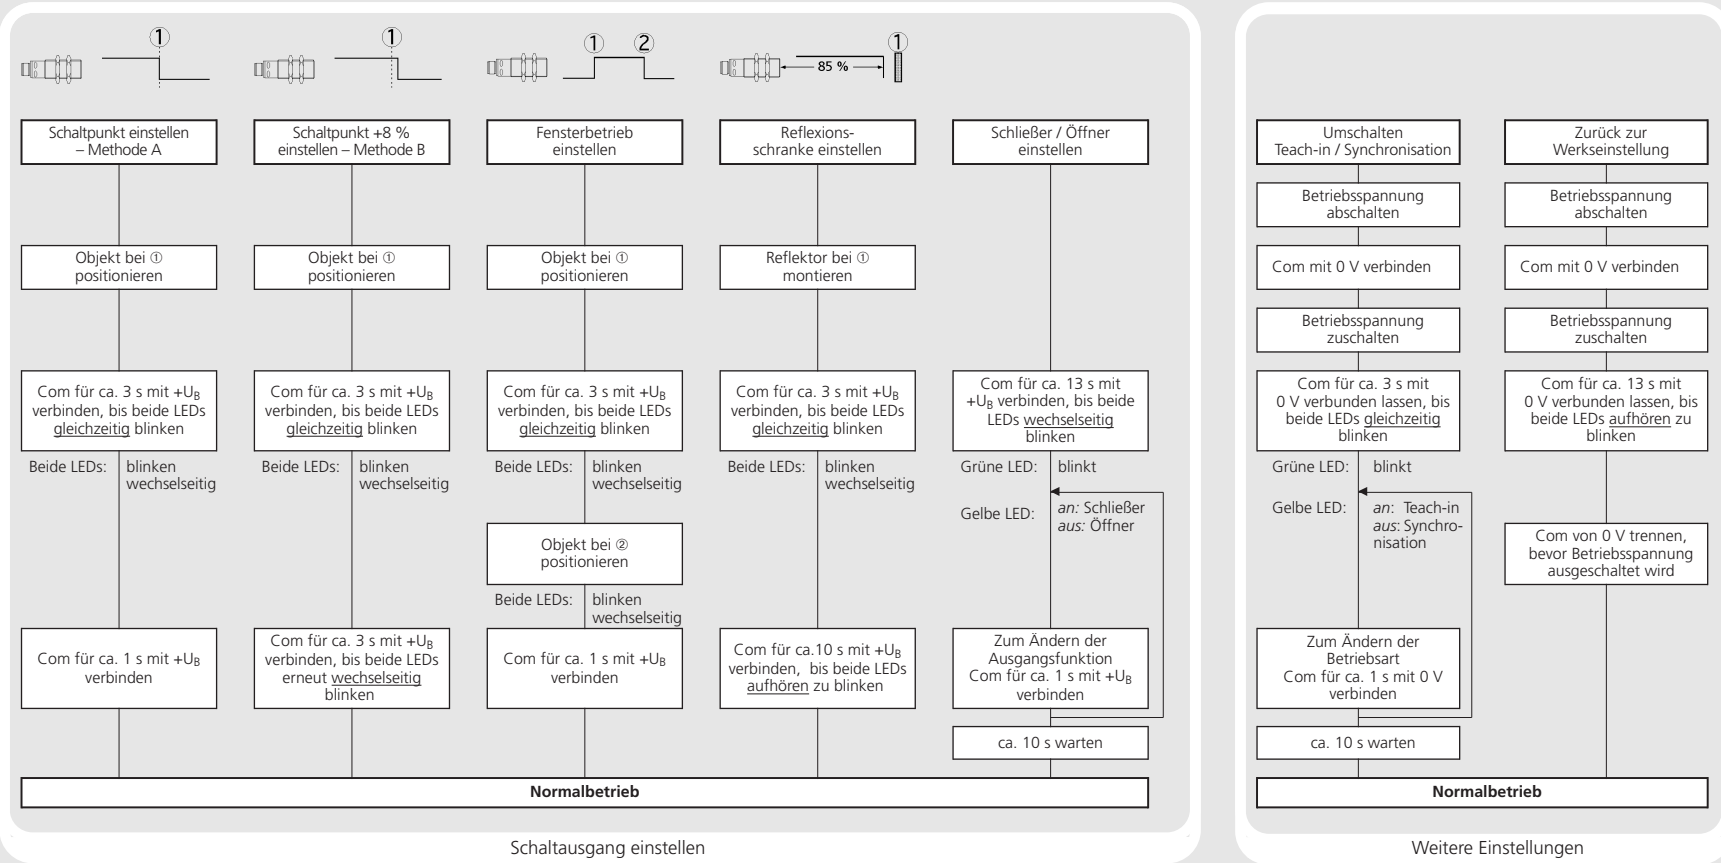 ①
①
① ②
85 % ①
Schaltpunkt einstellen
– Methode A
Objekt bei ①
positionieren
Com für ca. 3 s mit +UB
verbinden, bis beide LEDs
gleichzeitig blinken
Beide LEDs: blinken
wechselseitig
Com für ca. 1 s mit +UB
verbinden
Schaltpunkt +8 %
einstellen – Methode B
Objekt bei ①
positionieren
Com für ca. 3 s mit +UB
verbinden, bis beide LEDs
gleichzeitig blinken
Beide LEDs: blinken
wechselseitig
Com für ca. 3 s mit +UB
verbinden, bis beide LEDs
erneut wechselseitig
blinken
Fensterbetrieb
einstellen
Objekt bei ①
positionieren
Com für ca. 3 s mit +UB
verbinden, bis beide LEDs
gleichzeitig blinken
Beide LEDs: blinken
wechselseitig
Objekt bei ②
positionieren
Beide LEDs: blinken
wechselseitig
Com für ca. 1 s mit +UB
verbinden
Reflexions-
schranke einstellen
Reflektor bei ①
montieren
Com für ca. 3 s mit +UB
verbinden, bis beide LEDs
gleichzeitig blinken
Beide LEDs: blinken
wechselseitig
Com für ca.10 s mit +UB
verbinden, bis beide LEDs
aufhören zu blinken
Schließer / Öffner
einstellen
Com für ca. 13 s mit
+UB verbinden, bis beide
LEDs wechselseitig
blinken
Grüne LED: blinkt
Gelbe LED: an: Schließer
aus: Öffner
Zum Ändern der
Ausgangsfunktion
Com für ca. 1 s mit +UB
verbinden
ca. 10 s warten
Normalbetrieb
Schaltausgang einstellen
Umschalten
Teach-in / Synchronisation
Betriebsspannung
abschalten
Com mit 0 V verbinden
Betriebsspannung
zuschalten
Com für ca. 3 s mit
0 V verbunden lassen, bis
beide LEDs gleichzeitig
blinken
Grüne LED: blinkt
Gelbe LED: an: Teach-in
aus: Synchro-
nisation
Zum Ändern der
Betriebsart
Com für ca. 1 s mit 0 V
verbinden
ca. 10 s warten
Zurück zur
Werkseinstellung
Betriebsspannung
abschalten
Com mit 0 V verbinden
Betriebsspannung
zuschalten
Com für ca. 13 s mit
0 V verbunden lassen, bis
beide LEDs aufhören zu
blinken
Com von 0 V trennen,
bevor Betriebsspannung
ausgeschaltet wird
Normalbetrieb
Weitere Einstellungen